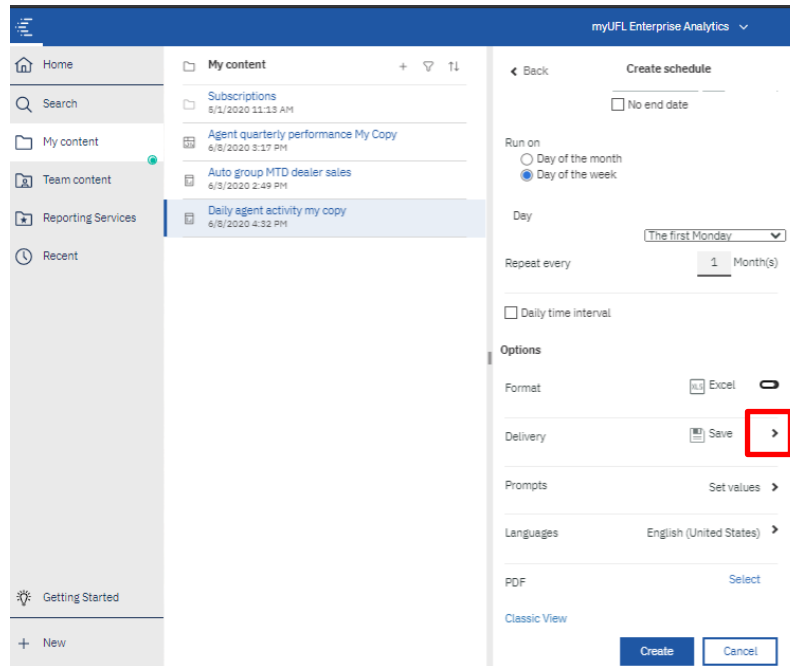 myUFL Enterprise Analytics
Home
Search
My content
Team content
Reporting Services
Recent
Getting Started
New
My content
Subscriptions
5/1/2020 11:13 AM
Agent quarterly performance My Copy
6/8/2020 3:17 PM
Auto group MTD dealer sales
6/3/2020 2:49 PM
Daily agent activity my copy
6/8/2020 4:32 PM
Back Create schedule
No end date
Run on
Day of the month
Day of the week
Day
The first Monday
Repeat every 1 Month(s)
Daily time interval
Options
Format XLS Excel
Delivery Save
Prompts Set values
Languages English (United States)
PDF Select
Classic View
Create Cancel